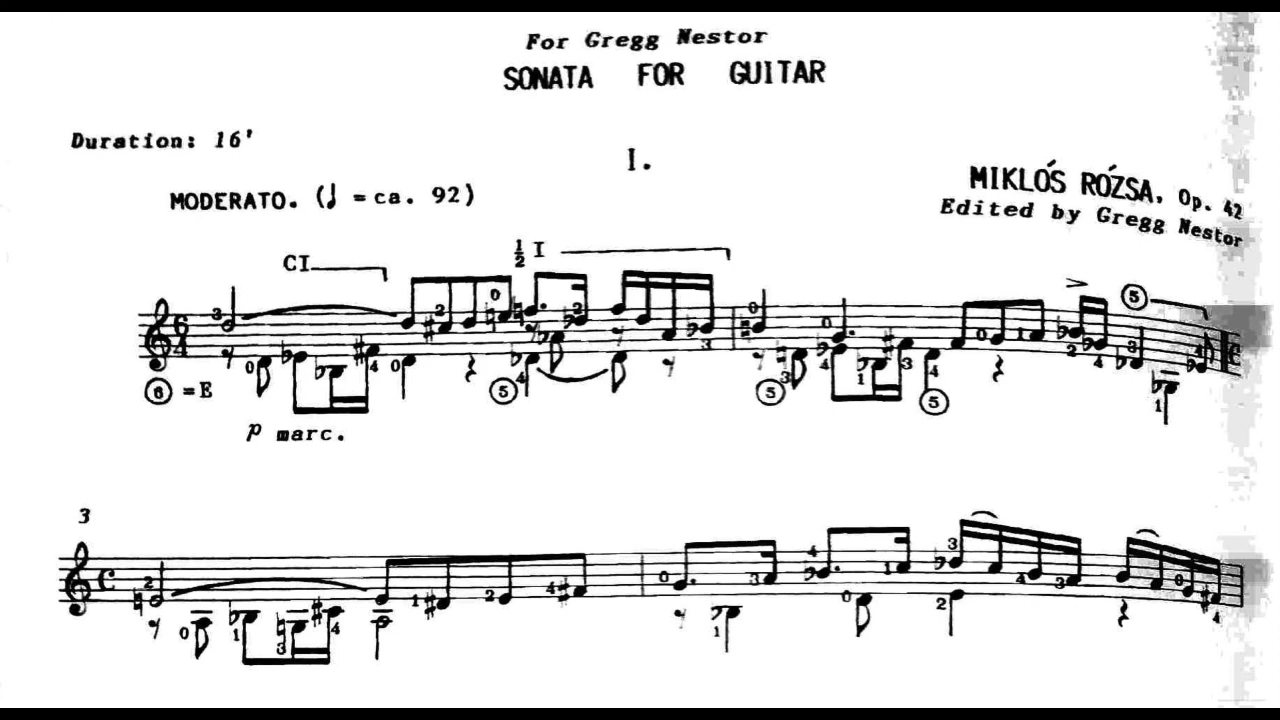 For Gregg Nestor
SONATA FOR GUITAR
Duration: 16'
I.
MODERATO. (♩ = ca. 92)
MIKLÓS RÓZSA, Op. 42
Edited by Gregg Nestor
CI
½ I
⑥ = E
p marc.
3